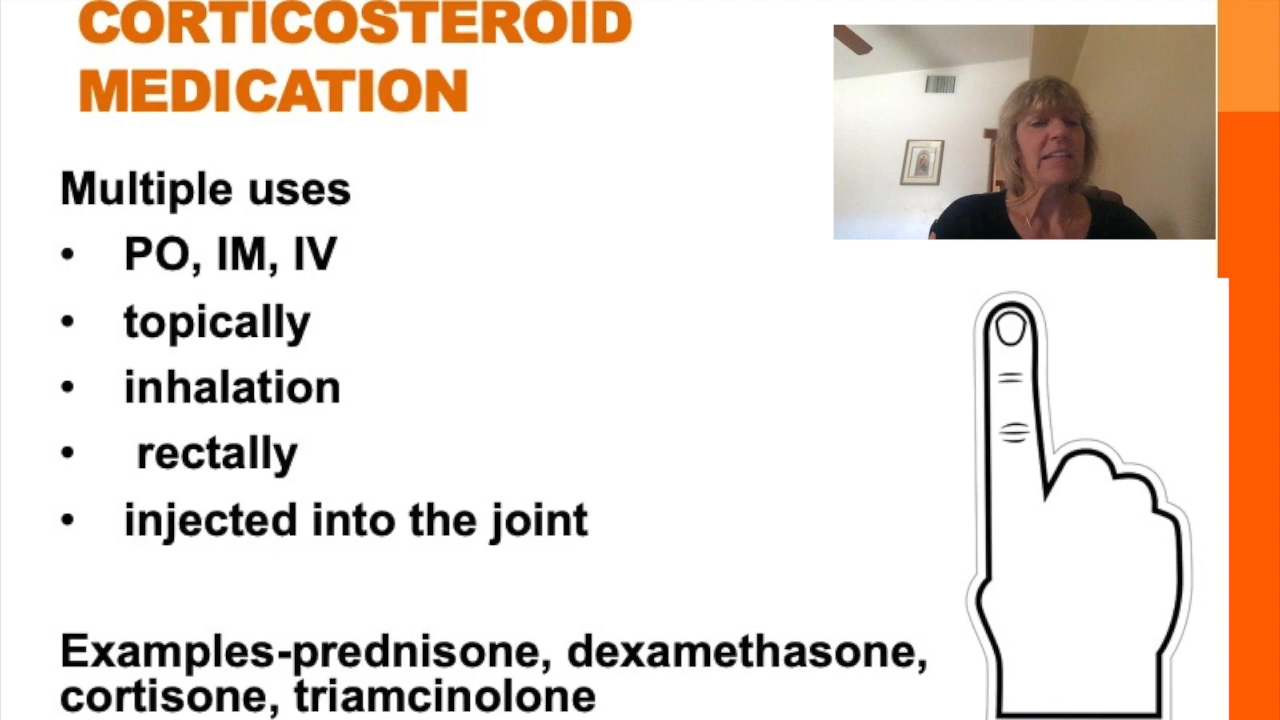 CORTICOSTEROID
MEDICATION
Multiple uses
• PO, IM, IV
• topically
• inhalation
• rectally
• injected into the joint
Examples-prednisone, dexamethasone,
cortisone, triamcinolone